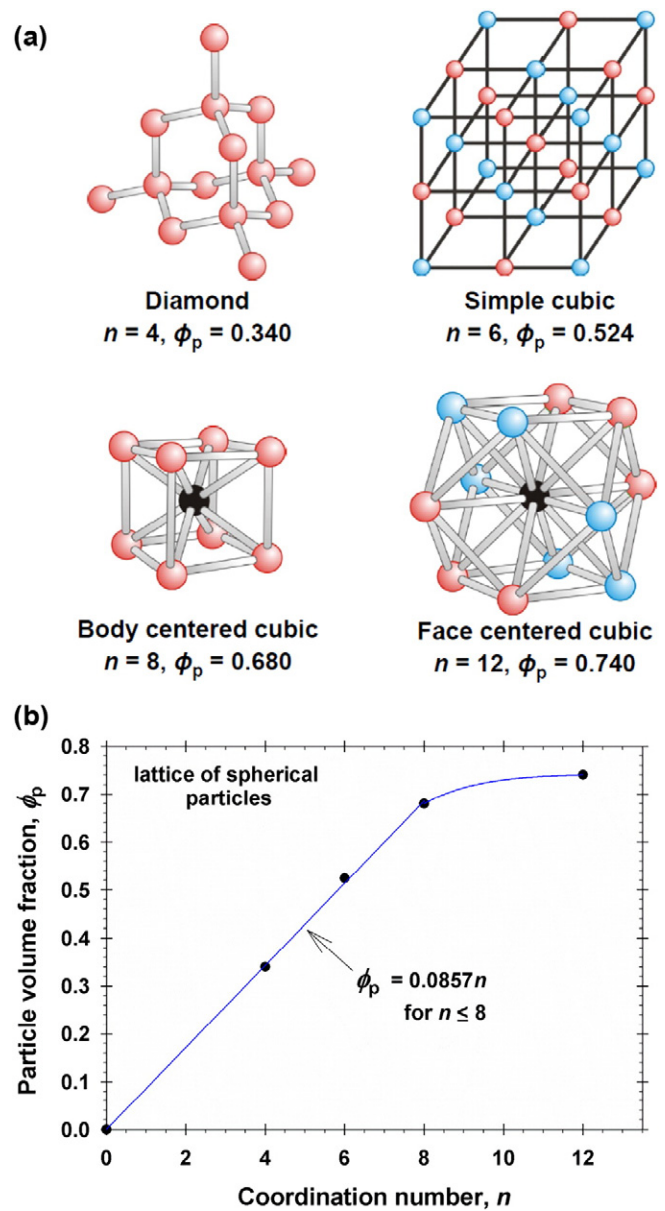 (a)
Diamond
n = 4, ϕp = 0.340
Simple cubic
n = 6, ϕp = 0.524
Body centered cubic
n = 8, ϕp = 0.680
Face centered cubic
n = 12, ϕp = 0.740
(b)
0.8
0.7
0.6
0.5
0.4
0.3
0.2
0.1
0.0
Particle volume fraction, ϕp
lattice of spherical
particles
ϕp = 0.0857n
for n ≤ 8
0 2 4 6 8 10 12
Coordination number, n